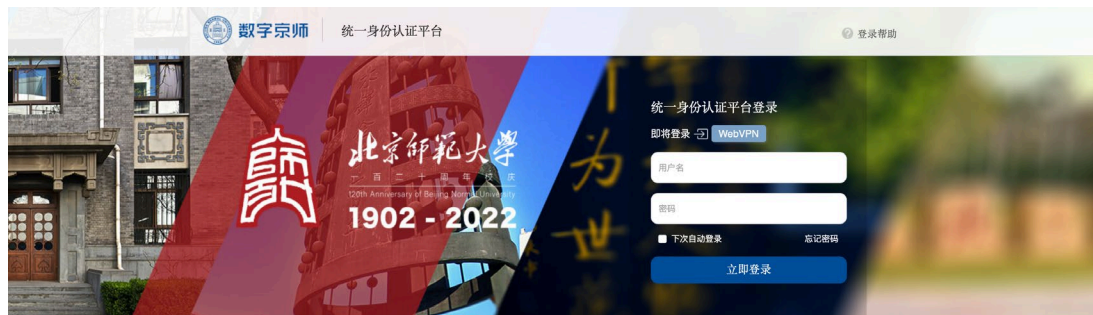 数字京师
统一身份认证平台
登录帮助
北京师范大学
一百二十周年校庆
120th Anniversary of Beijing Normal University
1902 - 2022
为
世
统一身份认证平台登录
即将登录
WebVPN
用户名
密码
下次自动登录
忘记密码
立即登录